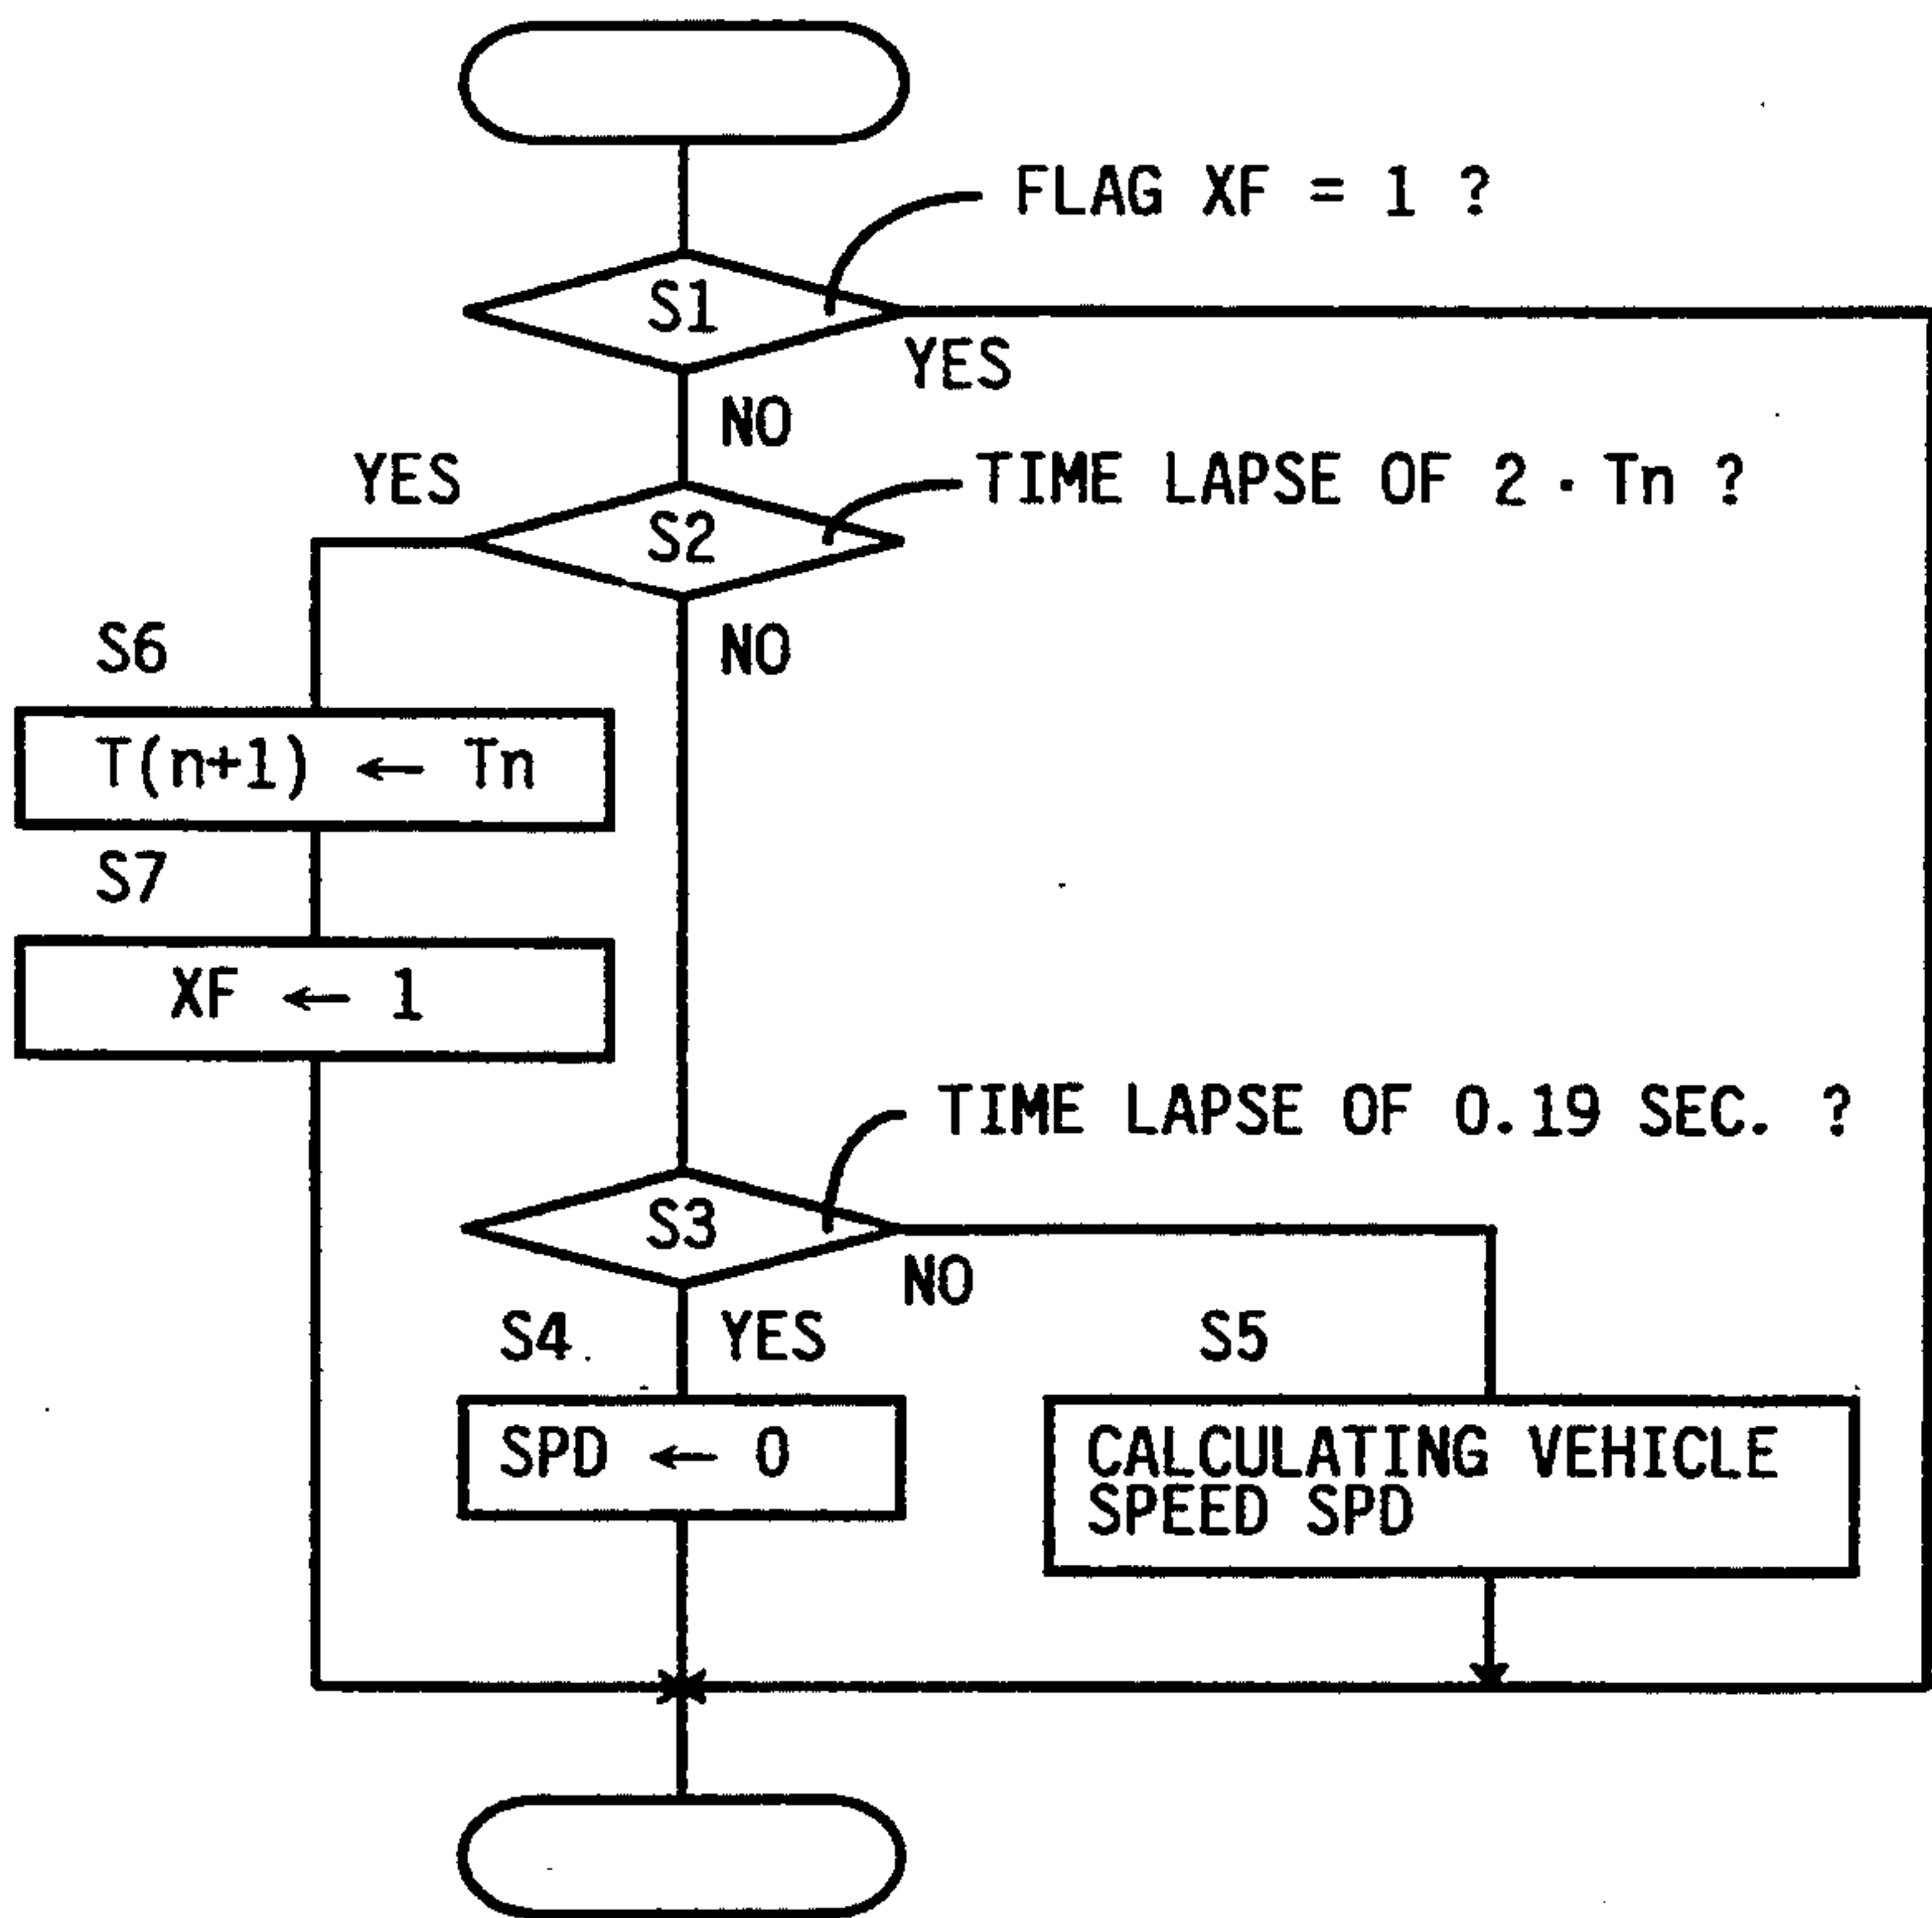 FLAG XF = 1 ?
S1
YES
NO
YES
TIME LAPSE OF 2 · Tn ?
S2
NO
S6
T(n+1) ← Tn
S7
XF ← 1
TIME LAPSE OF 0.19 SEC. ?
S3
NO
S4
YES
S5
SPD ← 0
CALCULATING VEHICLE
SPEED SPD